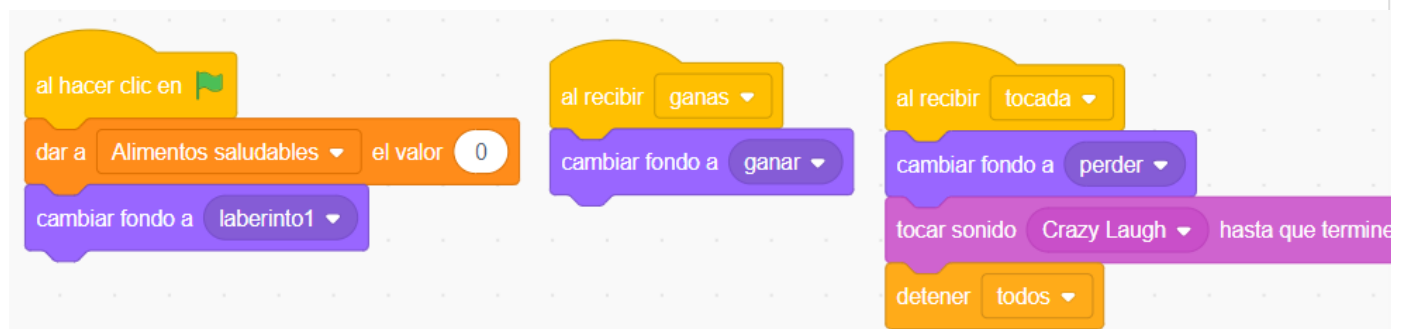 al hacer clic en
dar a Alimentos saludables el valor 0
cambiar fondo a laberinto1
al recibir ganas
cambiar fondo a ganar
al recibir tocada
cambiar fondo a perder
tocar sonido Crazy Laugh hasta que termine
detener todos